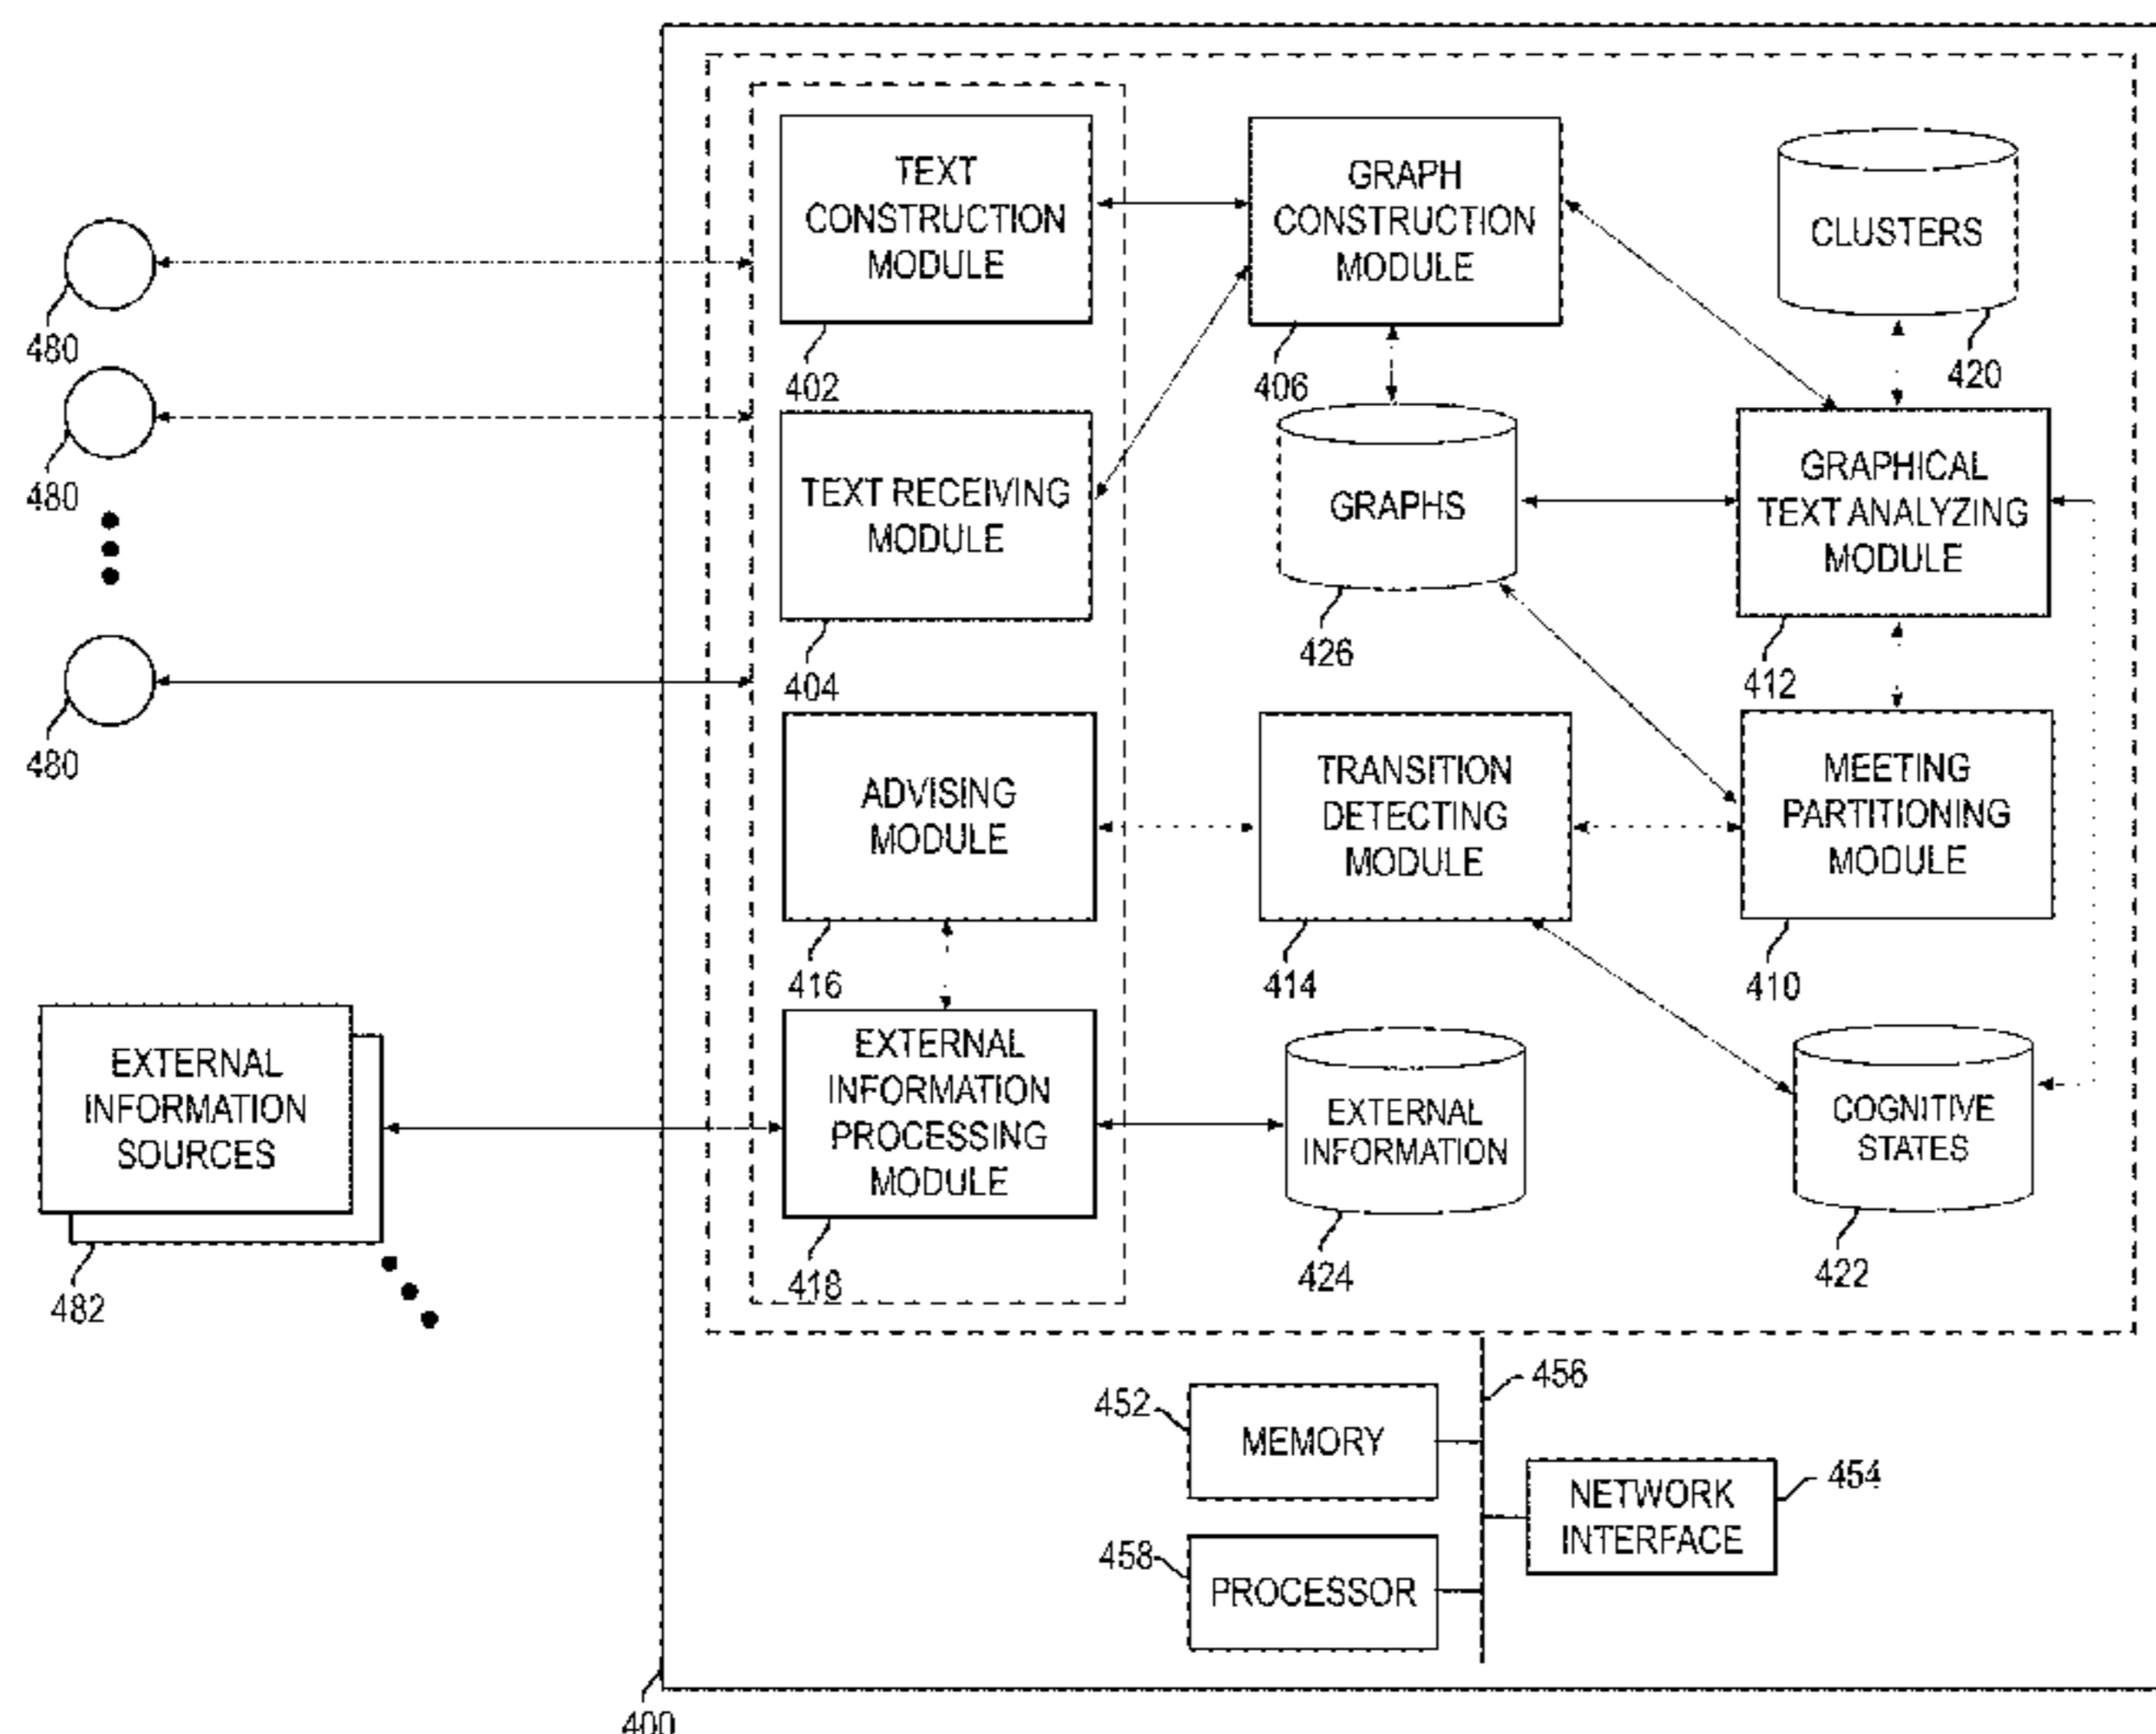 TEXT
CONSTRUCTION
MODULE
402
GRAPH
CONSTRUCTION
MODULE
406
CLUSTERS
420
480
480
480
TEXT RECEIVING
MODULE
404
GRAPHS
426
GRAPHICAL
TEXT ANALYZING
MODULE
412
ADVISING
MODULE
416
TRANSITION
DETECTING
MODULE
414
MEETING
PARTITIONING
MODULE
410
EXTERNAL
INFORMATION
SOURCES
482
EXTERNAL
INFORMATION
PROCESSING
MODULE
418
EXTERNAL
INFORMATION
424
COGNITIVE
STATES
422
456
452
MEMORY
NETWORK
INTERFACE
454
458
PROCESSOR
400